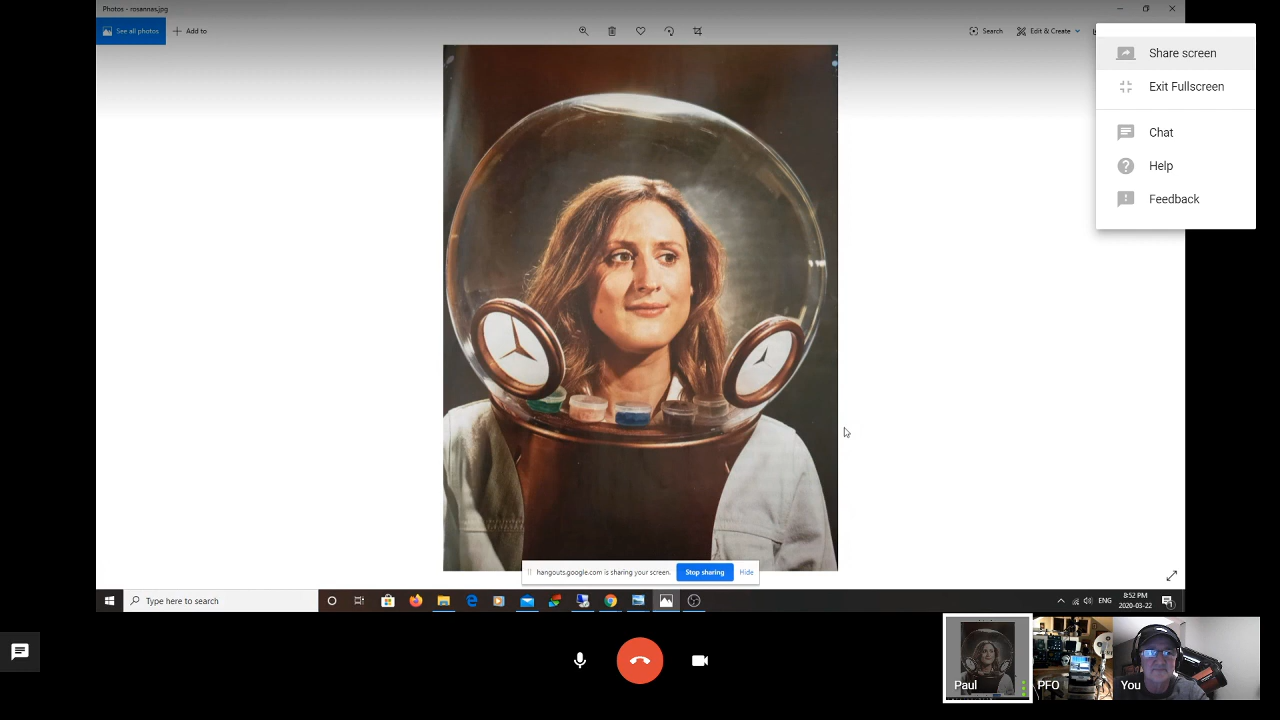 Photos - rosannas.jpg
See all photos
Add to
Search
Edit & Create
Share screen
Exit Fullscreen
Chat
Help
Feedback
hangouts.google.com is sharing your screen.
Stop sharing
Hide
Type here to search
ENG
8:52 PM
2020-03-22
Paul
PFO
You